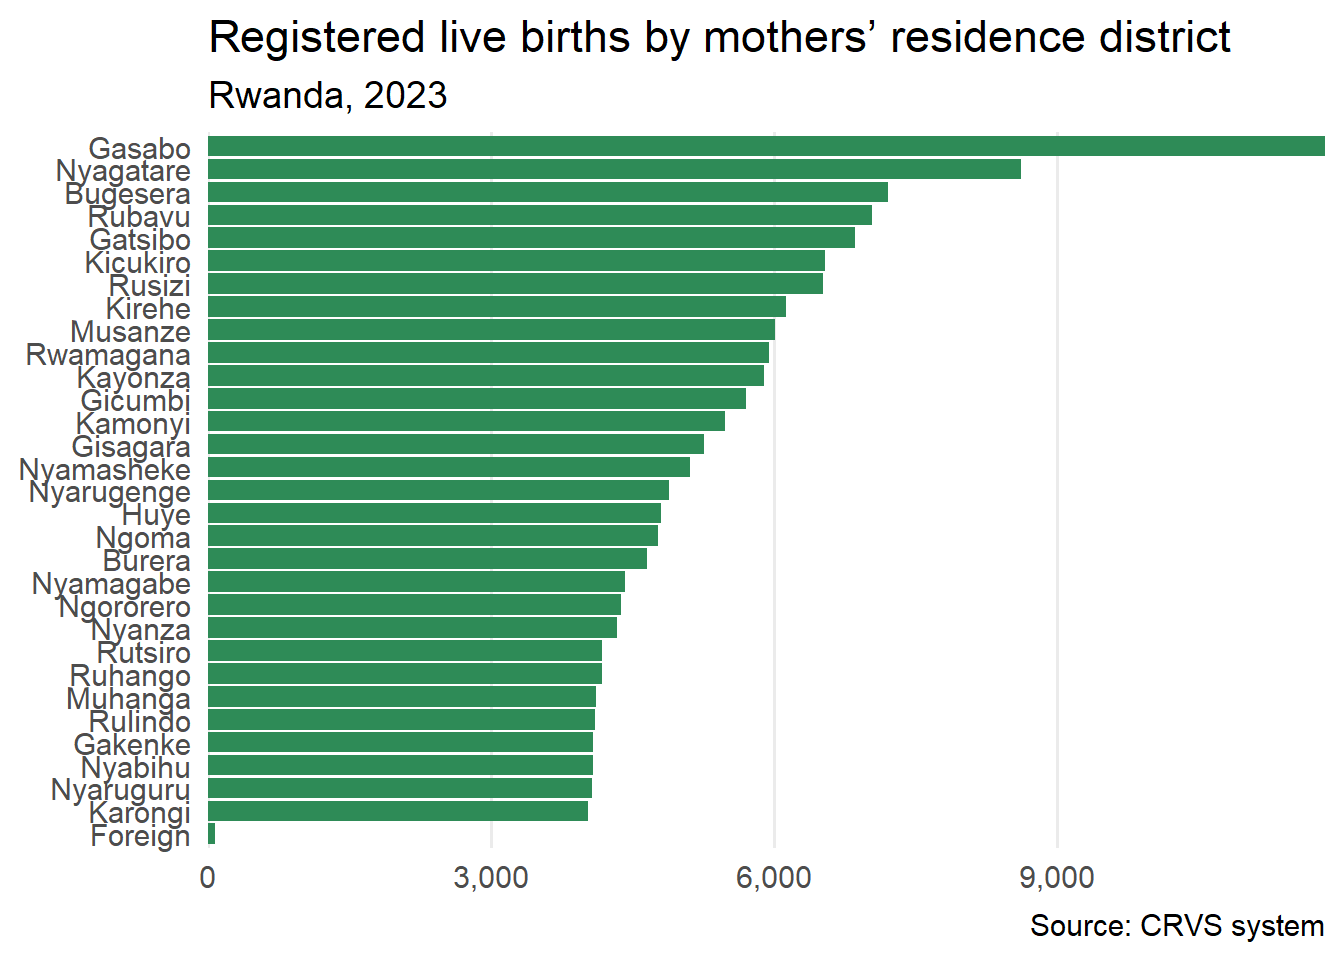 Registered live births by mothers’ residence district
Rwanda, 2023
Gasabo
Nyagatare
Bugesera
Rubavu
Gatsibo
Kicukiro
Rusizi
Kirehe
Musanze
Rwamagana
Kayonza
Gicumbi
Kamonyi
Gisagara
Nyamasheke
Nyarugenge
Huye
Ngoma
Burera
Nyamagabe
Ngororero
Nyanza
Rutsiro
Ruhango
Muhanga
Rulindo
Gakenke
Nyabihu
Nyaruguru
Karongi
Foreign
0 3,000 6,000 9,000
Source: CRVS system